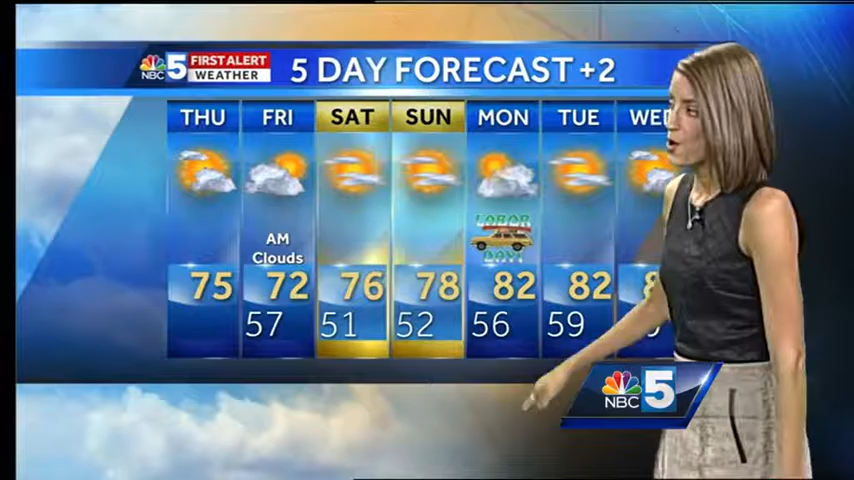 NBC 5 FIRST ALERT WEATHER
5 DAY FORECAST +2
THU FRI SAT SUN MON TUE WED
LABOR DAY!
AM
Clouds
75 72 76 78 82 82
57 51 52 56 59
NBC 5